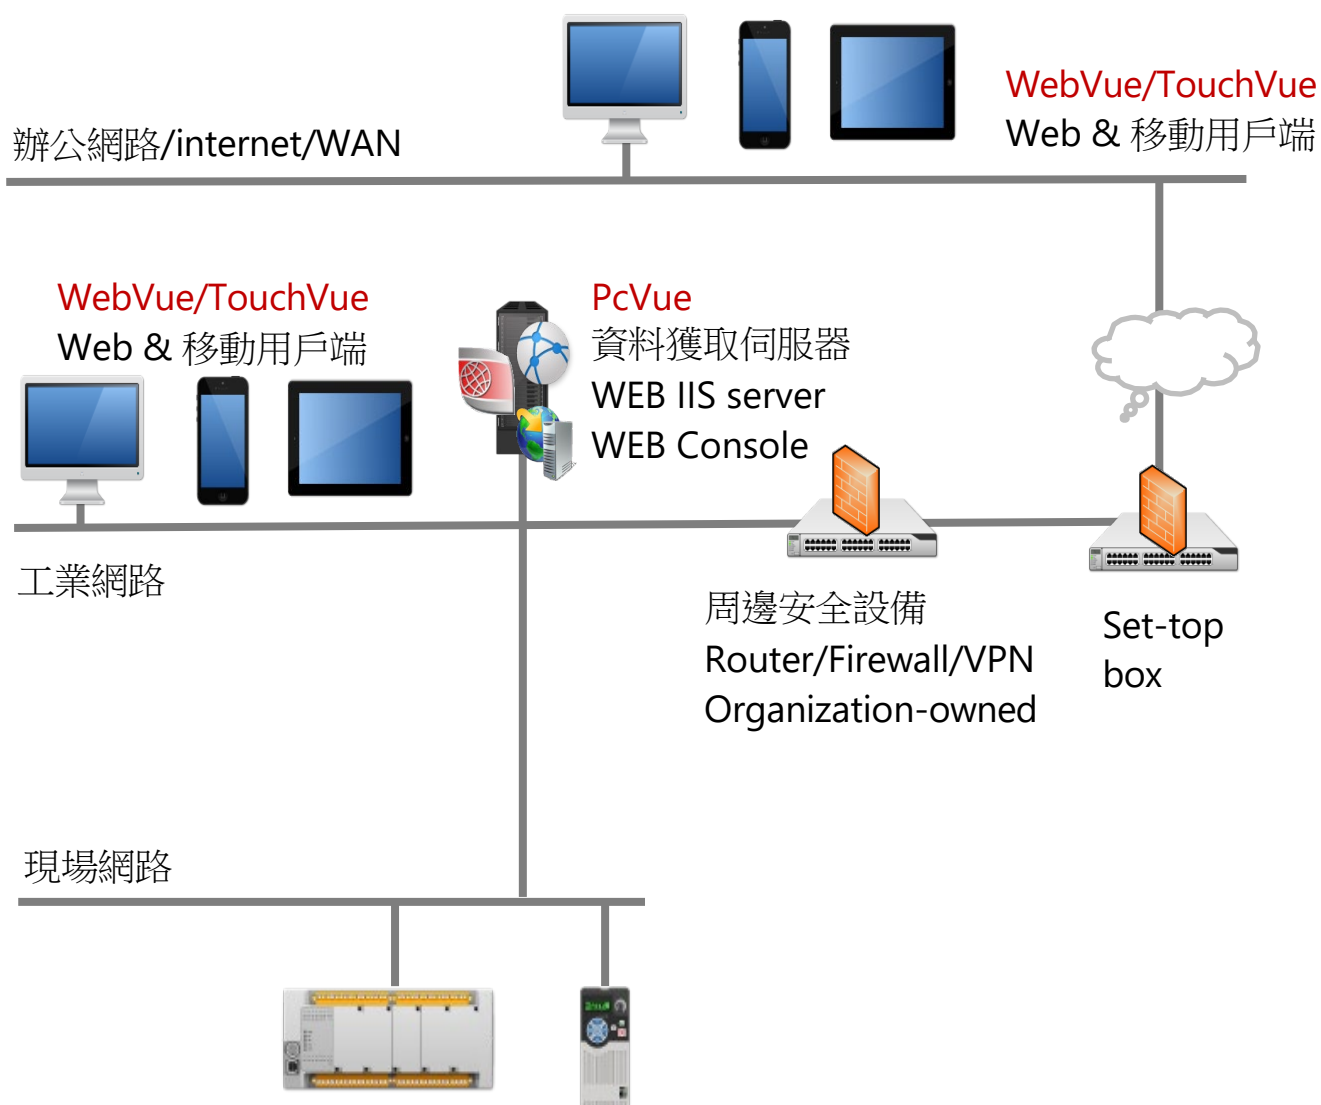 WebVue/TouchVue
Web & 移動用戶端
辦公網路/internet/WAN
WebVue/TouchVue
Web & 移動用戶端
PcVue
資料獲取伺服器
WEB IIS server
WEB Console
工業網路
周邊安全設備
Router/Firewall/VPN
Organization-owned
Set-top
box
現場網路